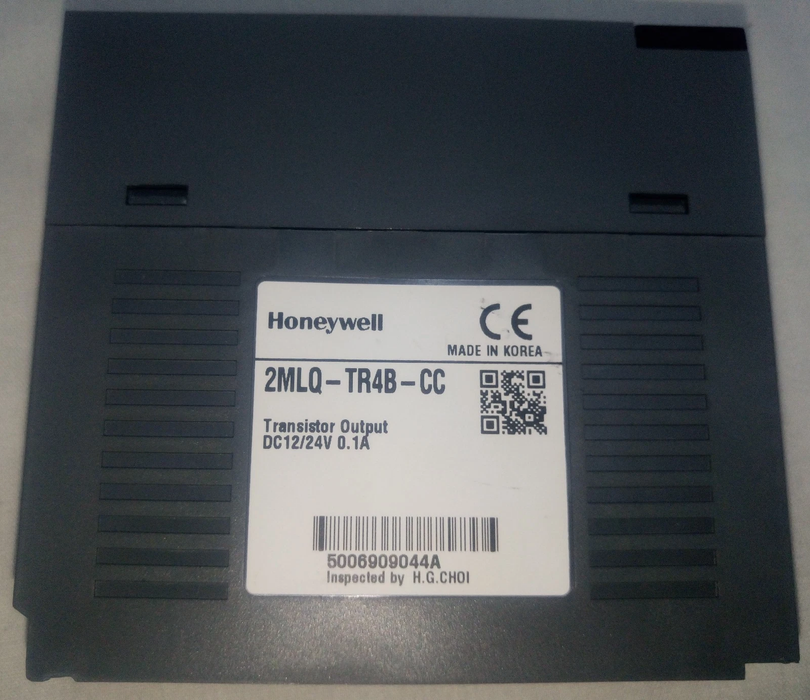 Honeywell
CE
MADE IN KOREA
2MLQ-TR4B-CC
Transistor Output
DC12/24V 0.1A
5006909044A
Inspected by H.G.CHOI